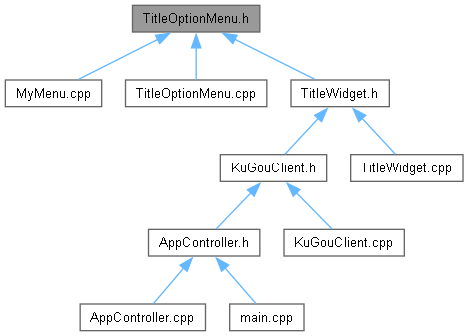 TitleOptionMenu.h
MyMenu.cpp
TitleOptionMenu.cpp
TitleWidget.h
KuGouClient.h
TitleWidget.cpp
AppController.h
KuGouClient.cpp
AppController.cpp
main.cpp